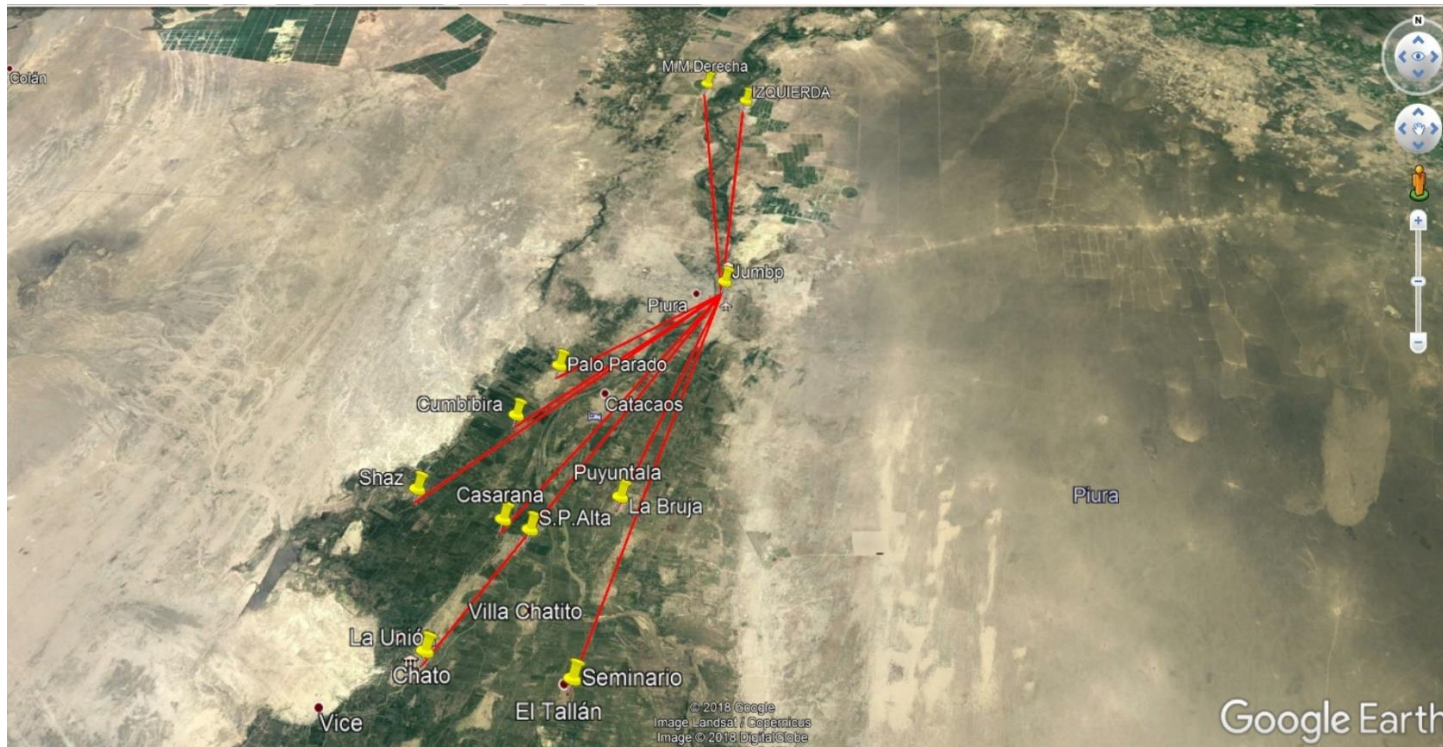 N
Colán
M.M.Derecha
IZQUIERDA
Jumbp
Piura
Palo Parado
Cumbibira
Catacaos
Shaz
Puyuntala
Casarana
La Bruja
Piura
S.P.Alta
Villa Chatito
La Unió
Chato
Seminario
El Tallán
Vice
© 2018 Google
Image Landsat / Copernicus
Image © 2018 DigitalGlobe
Google Earth